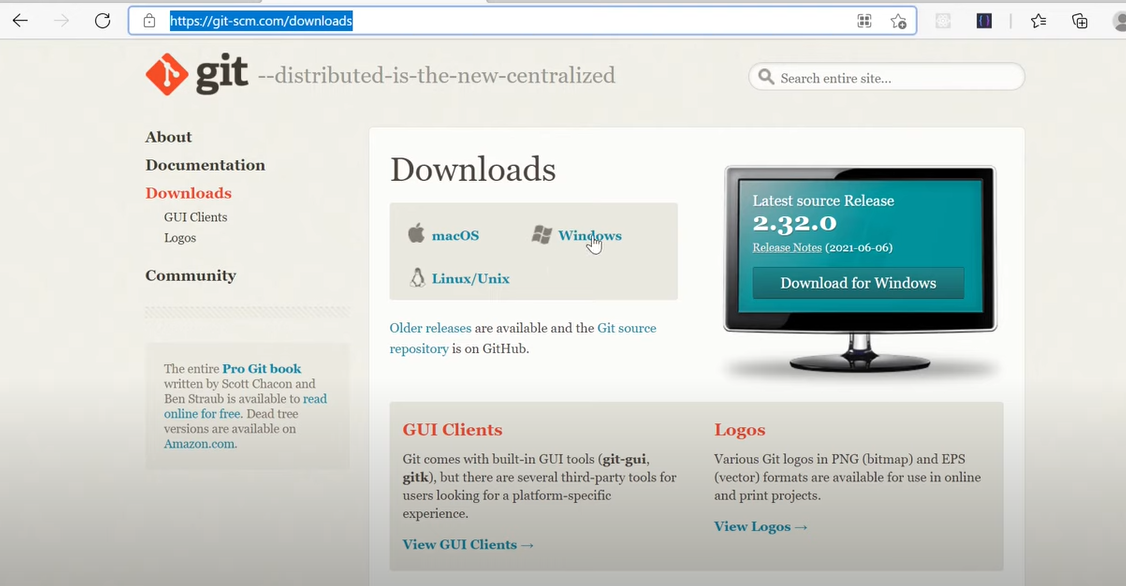 https://git-scm.com/downloads
git --distributed-is-the-new-centralized
Search entire site...
About
Documentation
Downloads
GUI Clients
Logos
Community
The entire Pro Git book
written by Scott Chacon and
Ben Straub is available to read
online for free. Dead tree
versions are available on
Amazon.com.
Downloads
macOS
Windows
Linux/Unix
Older releases are available and the Git source
repository is on GitHub.
Latest source Release
2.32.0
Release Notes (2021-06-06)
Download for Windows
GUI Clients
Git comes with built-in GUI tools (git-gui,
gitk), but there are several third-party tools for
users looking for a platform-specific
experience.
View GUI Clients →
Logos
Various Git logos in PNG (bitmap) and EPS
(vector) formats are available for use in online
and print projects.
View Logos →